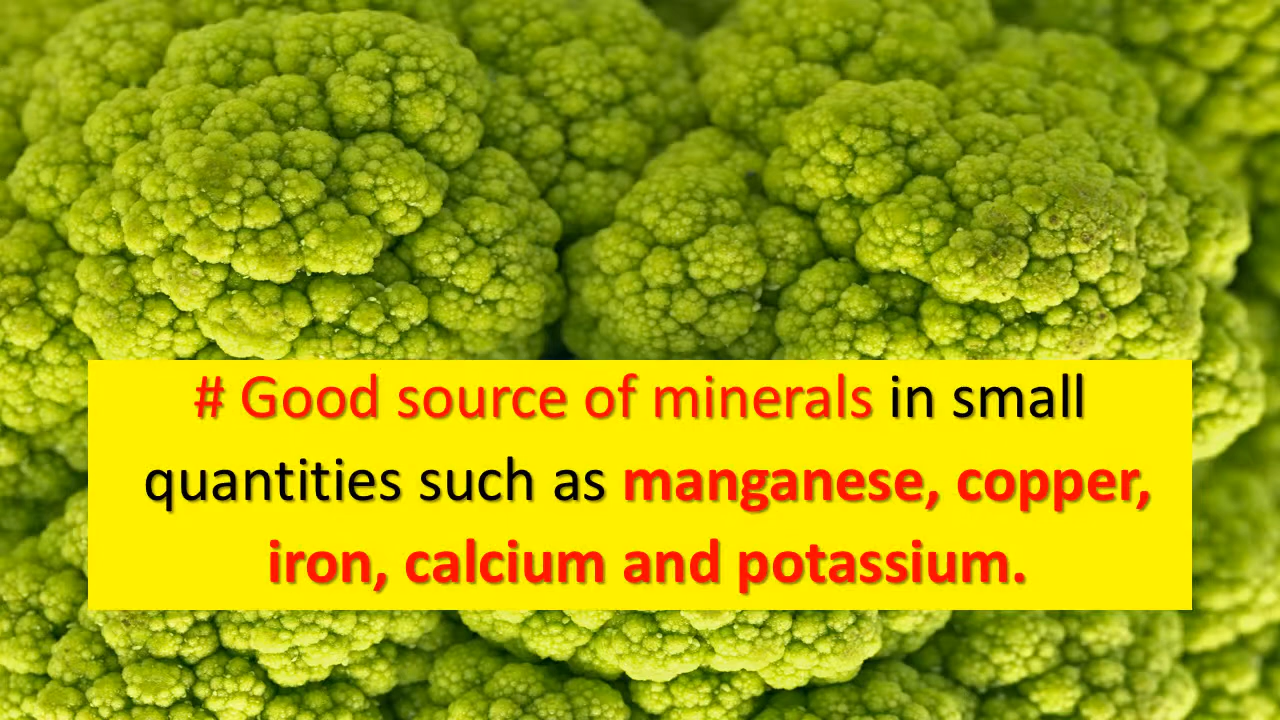 # Good source of minerals in small
quantities such as manganese, copper,
iron, calcium and potassium.